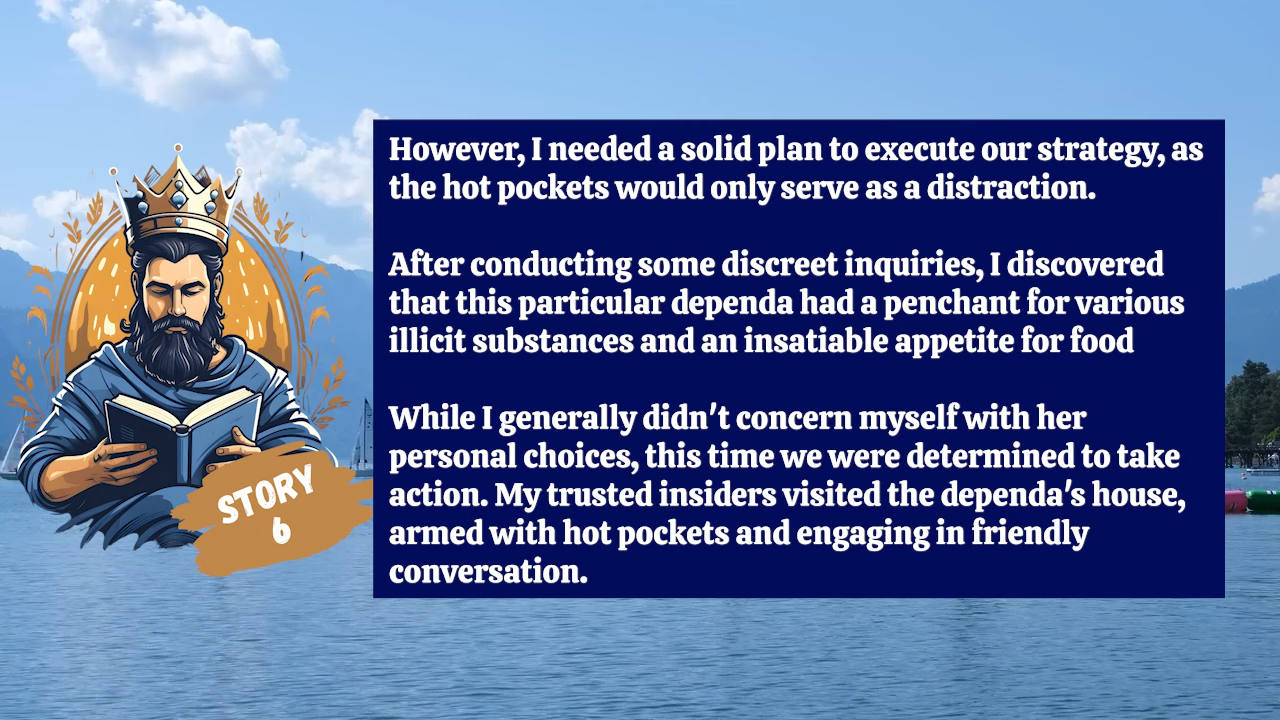 However, I needed a solid plan to execute our strategy, as
the hot pockets would only serve as a distraction.
After conducting some discreet inquiries, I discovered
that this particular dependa had a penchant for various
illicit substances and an insatiable appetite for food
While I generally didn't concern myself with her
personal choices, this time we were determined to take
action. My trusted insiders visited the dependa's house,
armed with hot pockets and engaging in friendly
conversation.
STORY
6